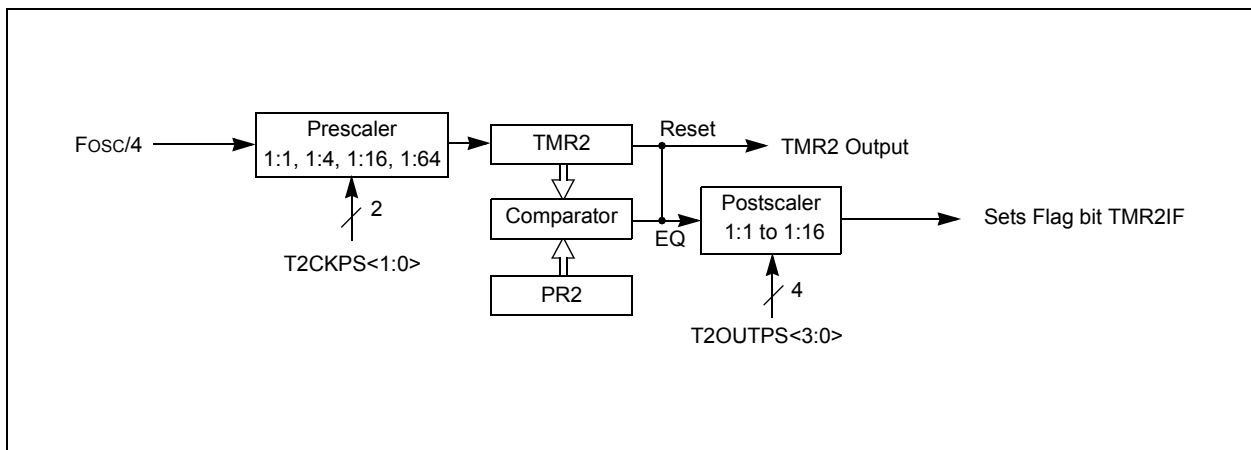 Fosc/4
Prescaler
1:1, 1:4, 1:16, 1:64
2
T2CKPS<1:0>
TMR2
Reset
TMR2 Output
Comparator
EQ
PR2
Postscaler
1:1 to 1:16
4
T2OUTPS<3:0>
Sets Flag bit TMR2IF